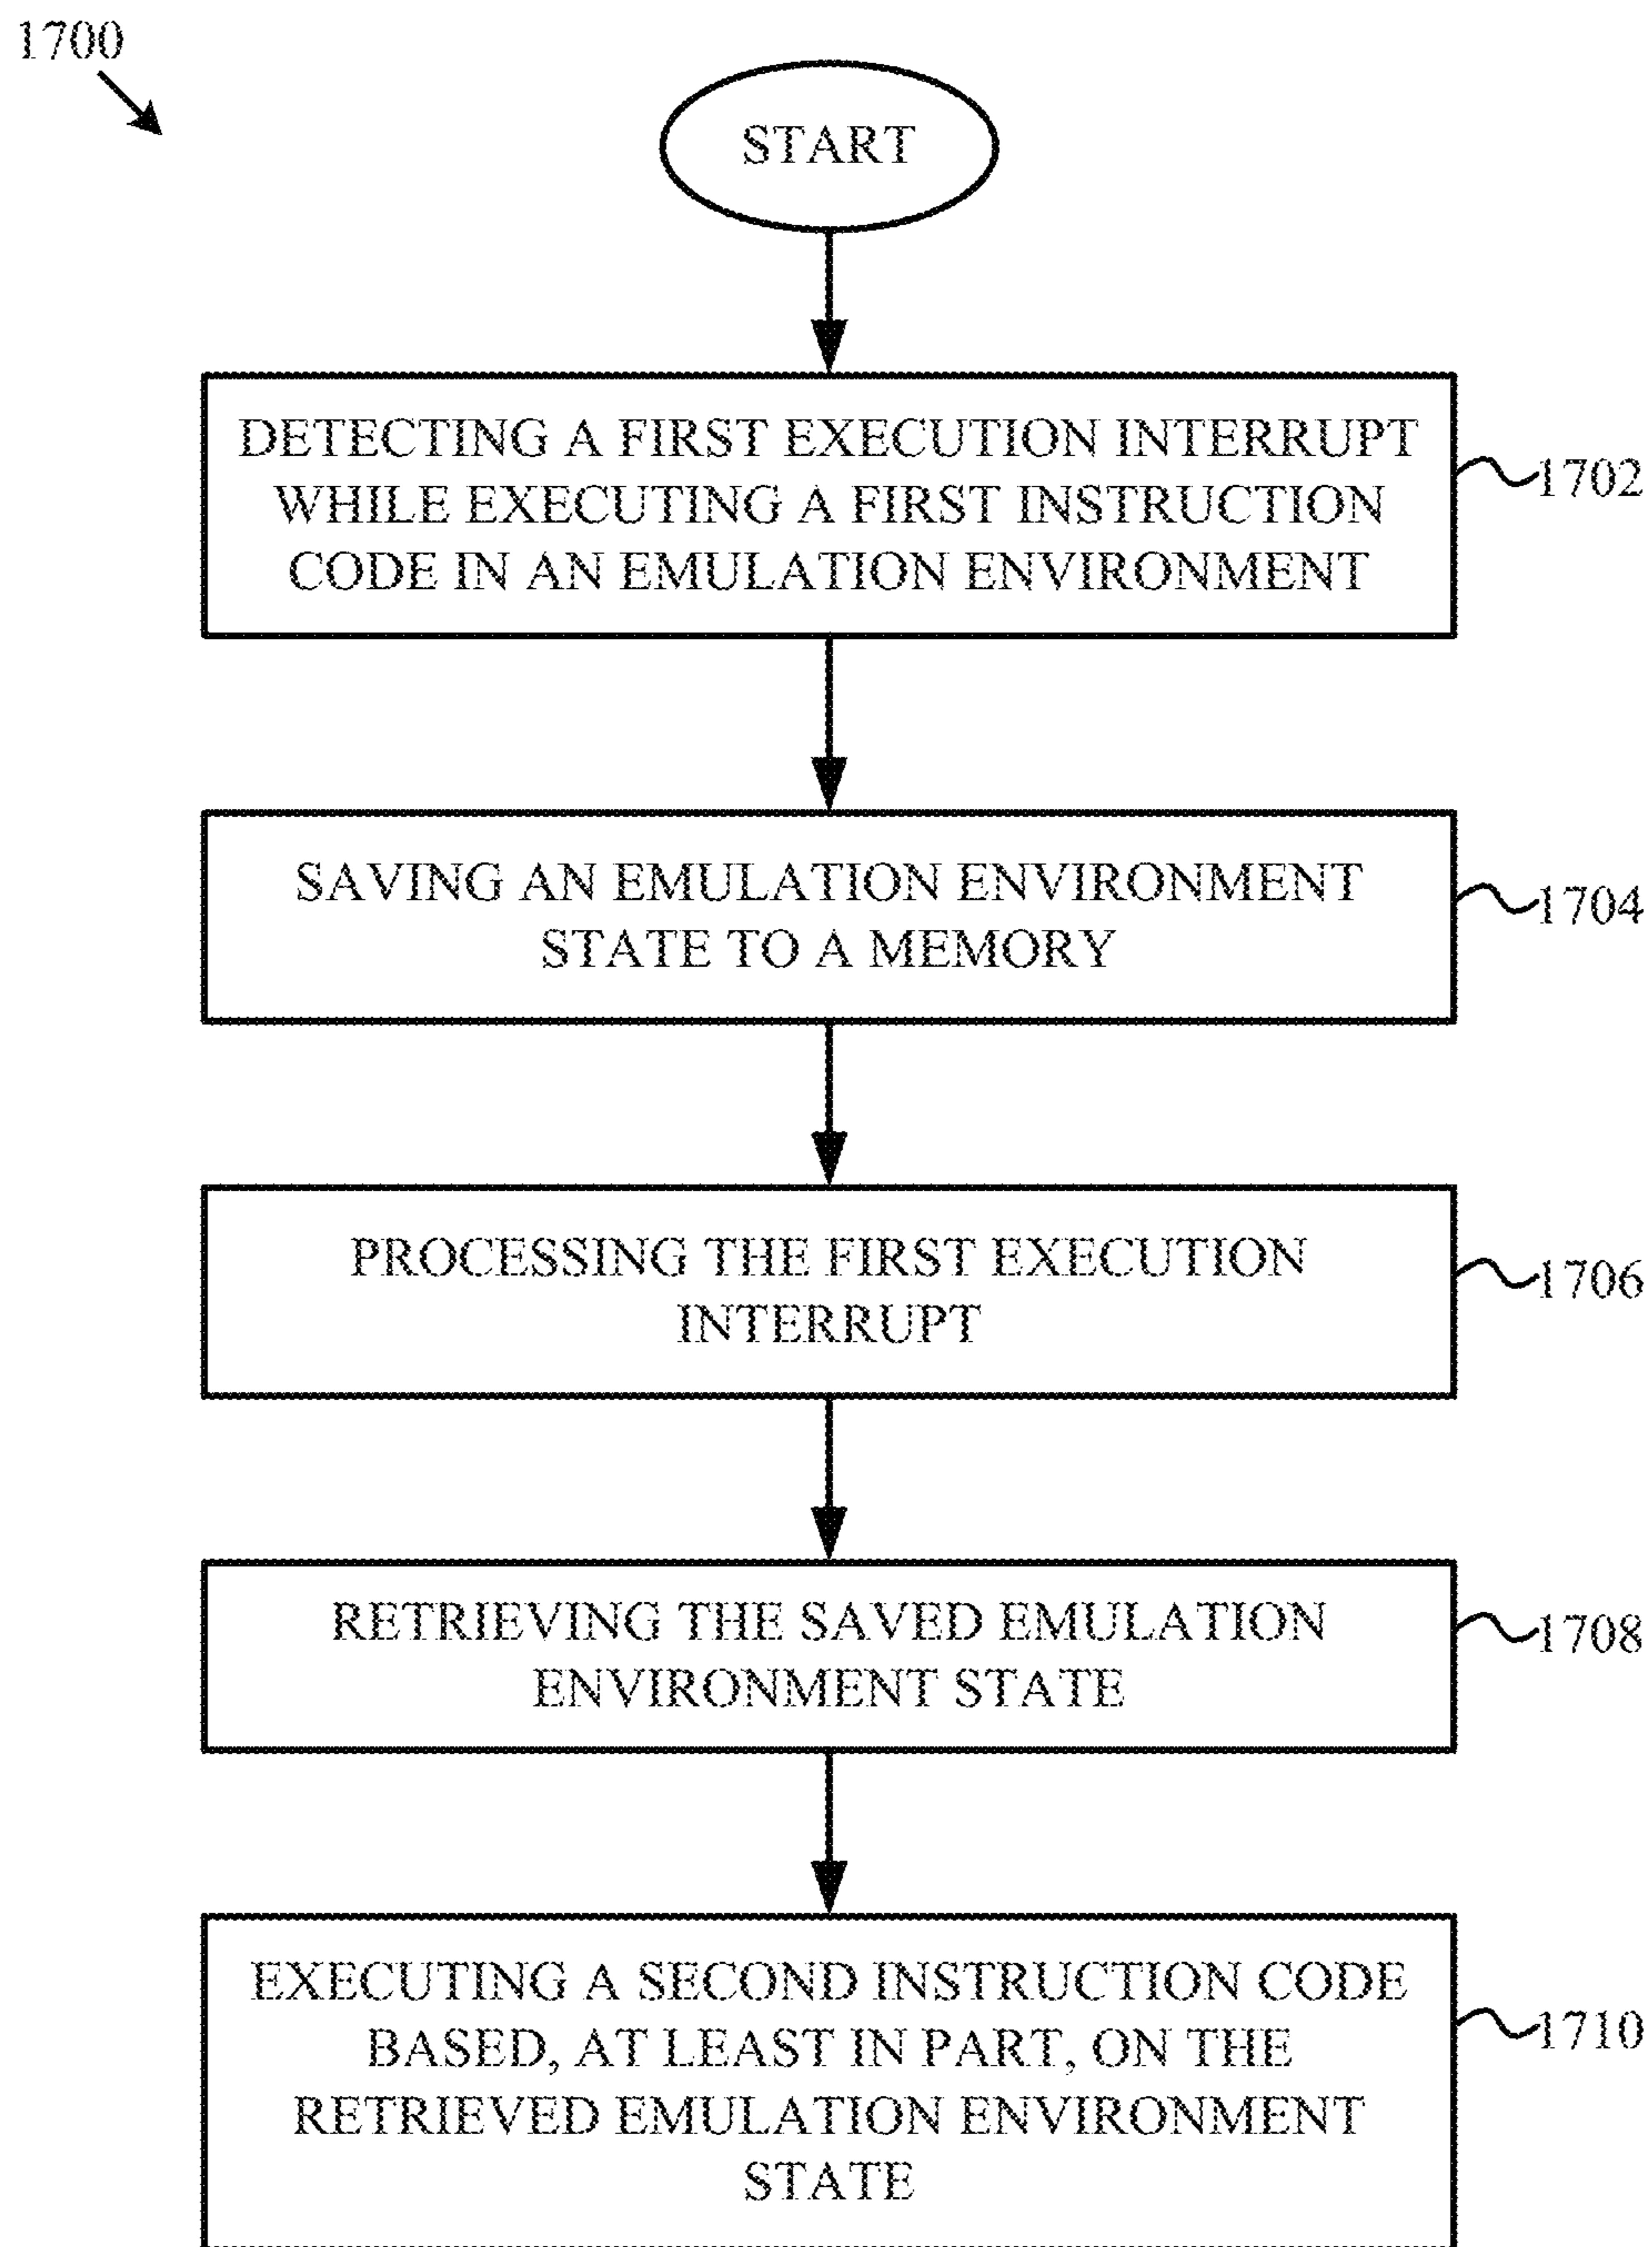 1700
START
DETECTING A FIRST EXECUTION INTERRUPT
WHILE EXECUTING A FIRST INSTRUCTION
CODE IN AN EMULATION ENVIRONMENT
1702
SAVING AN EMULATION ENVIRONMENT
STATE TO A MEMORY
1704
PROCESSING THE FIRST EXECUTION
INTERRUPT
1706
RETRIEVING THE SAVED EMULATION
ENVIRONMENT STATE
1708
EXECUTING A SECOND INSTRUCTION CODE
BASED, AT LEAST IN PART, ON THE
RETRIEVED EMULATION ENVIRONMENT
STATE
1710